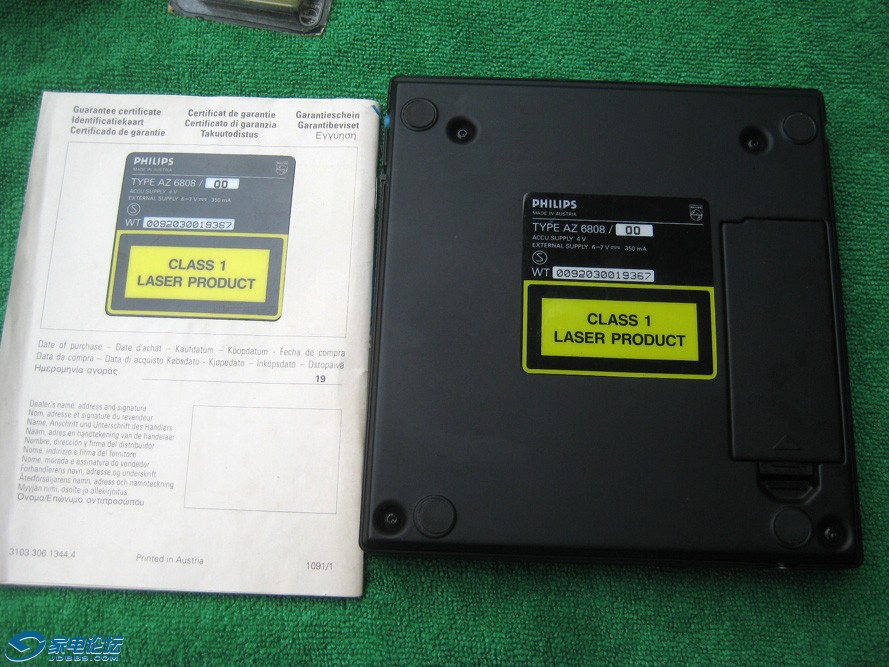 Guarantee certificate Certificat de garantie Garantieschein
Identificatiekaart Certificado di garanzia Garantibeviset
Certificado de garantie Takuutodistus Εγγύηση
PHILIPS
TYPE AZ 6808 / 00
ACCU SUPPLY 4 V
EXTERNAL SUPPLY 6–7 V 350 mA
S
WT 0092030019367
CLASS 1
LASER PRODUCT
Date of purchase – Date d'achat – Kaufdatum – Koopdatum - Fecha de compra
Data da compra – Data di acquisto Købsdato - Kjøpedato – Inköpsdato – Ostopäivä
Ημερομηνία αγοράς
19
Dealer's name, address and signature
Nom, adresse et signature du revendeur
Name, Anschrift und Unterschrift des Händlers
Naam, adres en handtekening van de handelaar
Nombre, dirección y firma del distribuidor
Nome, indirizzo e firma del fornitore
Nome, morada e assinatura do vendedor
Forhandlerens navn, adresse og underskrift
Återförsäljarens namn, adress och namnteckning
Myyjän nimi, osoite ja allekirjoitus
Ονομα/Επώνυμο αντιπροσώπου
3103 306 1344.4 Printed in Austria 1091/1
PHILIPS
MADE IN AUSTRIA
TYPE AZ 6808 / 00
ACCU SUPPLY 4 V
EXTERNAL SUPPLY 6–7 V 350 mA
S
WT 0092030019367
CLASS 1
LASER PRODUCT
家电论坛
JDBBS.COM